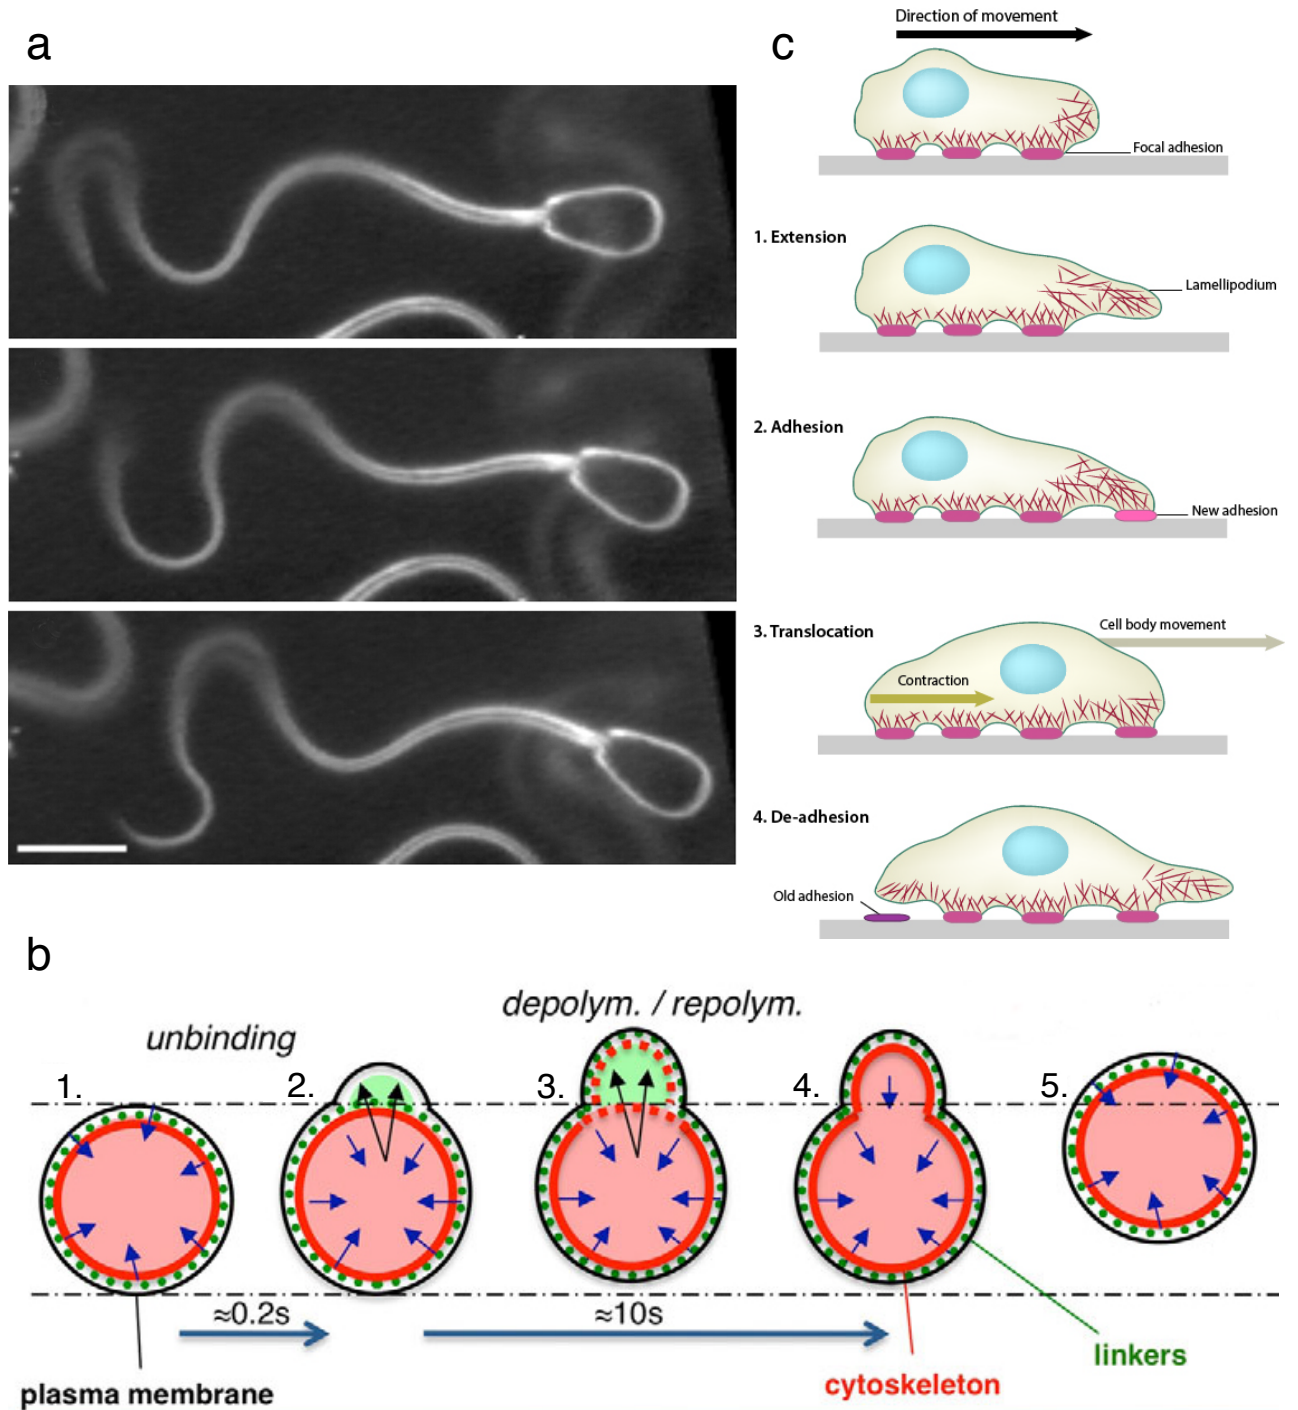 a
c
Direction of movement
Focal adhesion
1. Extension
Lamellipodium
2. Adhesion
New adhesion
3. Translocation
Cell body movement
Contraction
4. De-adhesion
Old adhesion
b
depolym. / repolym.
unbinding
1.
2.
3.
4.
5.
≈0.2s
≈10s
linkers
plasma membrane
cytoskeleton